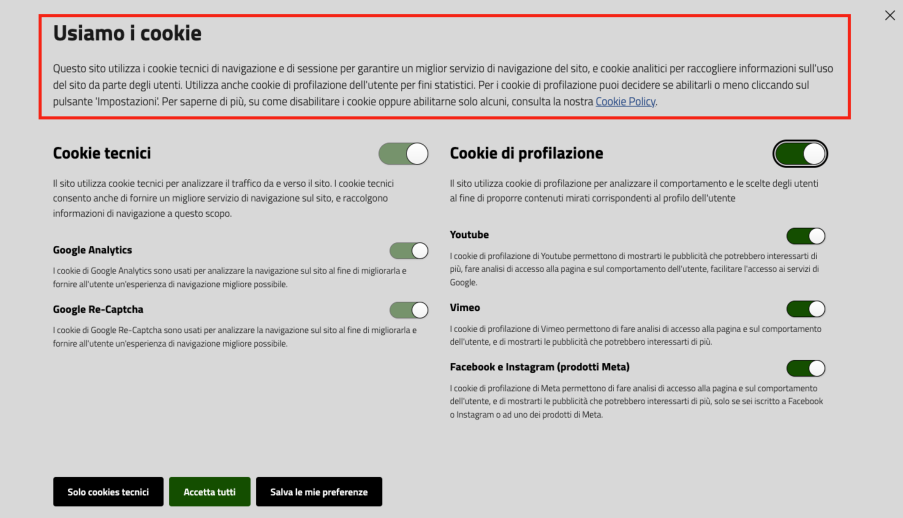 Usiamo i cookie
Questo sito utilizza i cookie tecnici di navigazione e di sessione per garantire un miglior servizio di navigazione del sito, e cookie analitici per raccogliere informazioni sull'uso
del sito da parte degli utenti. Utilizza anche cookie di profilazione dell'utente per fini statistici. Per i cookie di profilazione puoi decidere se abilitarli o meno cliccando sul
pulsante 'Impostazioni'. Per saperne di più, su come disabilitare i cookie oppure abilitarne solo alcuni, consulta la nostra Cookie Policy.
Cookie tecnici
Il sito utilizza cookie tecnici per analizzare il traffico da e verso il sito. I cookie tecnici
consento anche di fornire un migliore servizio di navigazione sul sito, e raccolgono
informazioni di navigazione a questo scopo.
Google Analytics
I cookie di Google Analytics sono usati per analizzare la navigazione sul sito al fine di migliorarla e
fornire all'utente un'esperienza di navigazione migliore possibile.
Google Re-Captcha
I cookie di Google Re-Captcha sono usati per analizzare la navigazione sul sito al fine di migliorarla e
fornire all'utente un'esperienza di navigazione migliore possibile.
Cookie di profilazione
Il sito utilizza cookie di profilazione per analizzare il comportamento e le scelte degli utenti
al fine di proporre contenuti mirati corrispondenti al profilo dell'utente
Youtube
I cookie di profilazione di Youtube permettono di mostrarti le pubblicità che potrebbero interessarti di
più, fare analisi di accesso alla pagina e sul comportamento dell'utente, facilitare l'accesso ai servizi di
Google.
Vimeo
I cookie di profilazione di Vimeo permettono di fare analisi di accesso alla pagina e sul comportamento
dell'utente, e di mostrarti le pubblicità che potrebbero interessarti di più.
Facebook e Instagram (prodotti Meta)
I cookie di profilazione di Meta permettono di fare analisi di accesso alla pagina e sul comportamento
dell'utente, e di mostrarti le pubblicità che potrebbero interessarti di più, solo se sei iscritto a Facebook
o Instagram o ad uno dei prodotti di Meta.
Solo cookies tecnici
Accetta tutti
Salva le mie preferenze